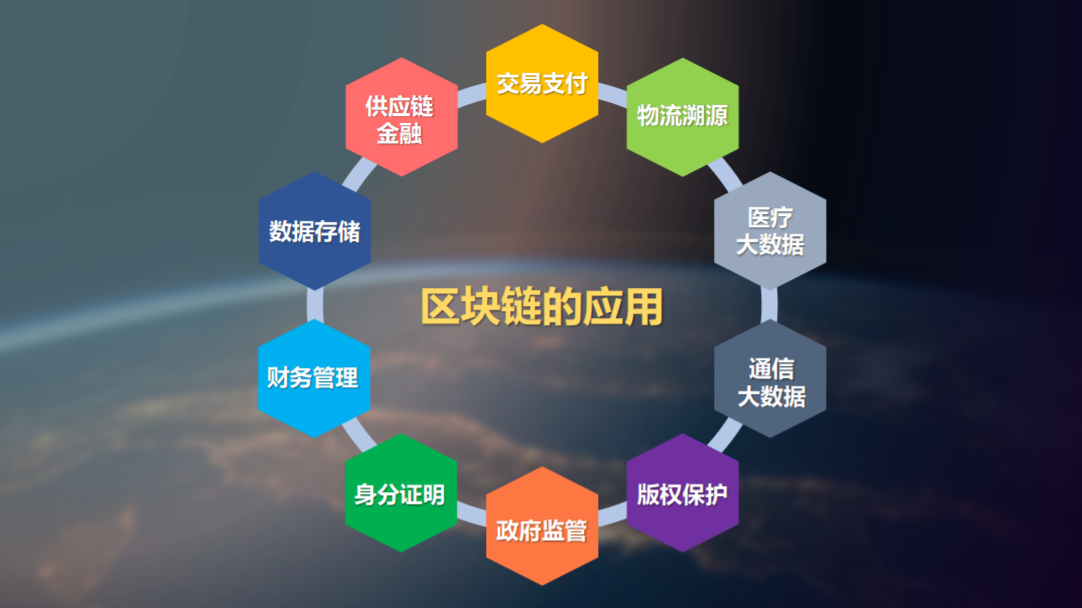 交易支付
物流溯源
医疗
大数据
通信
大数据
版权保护
政府监管
身分证明
财务管理
数据存储
供应链
金融
区块链的应用